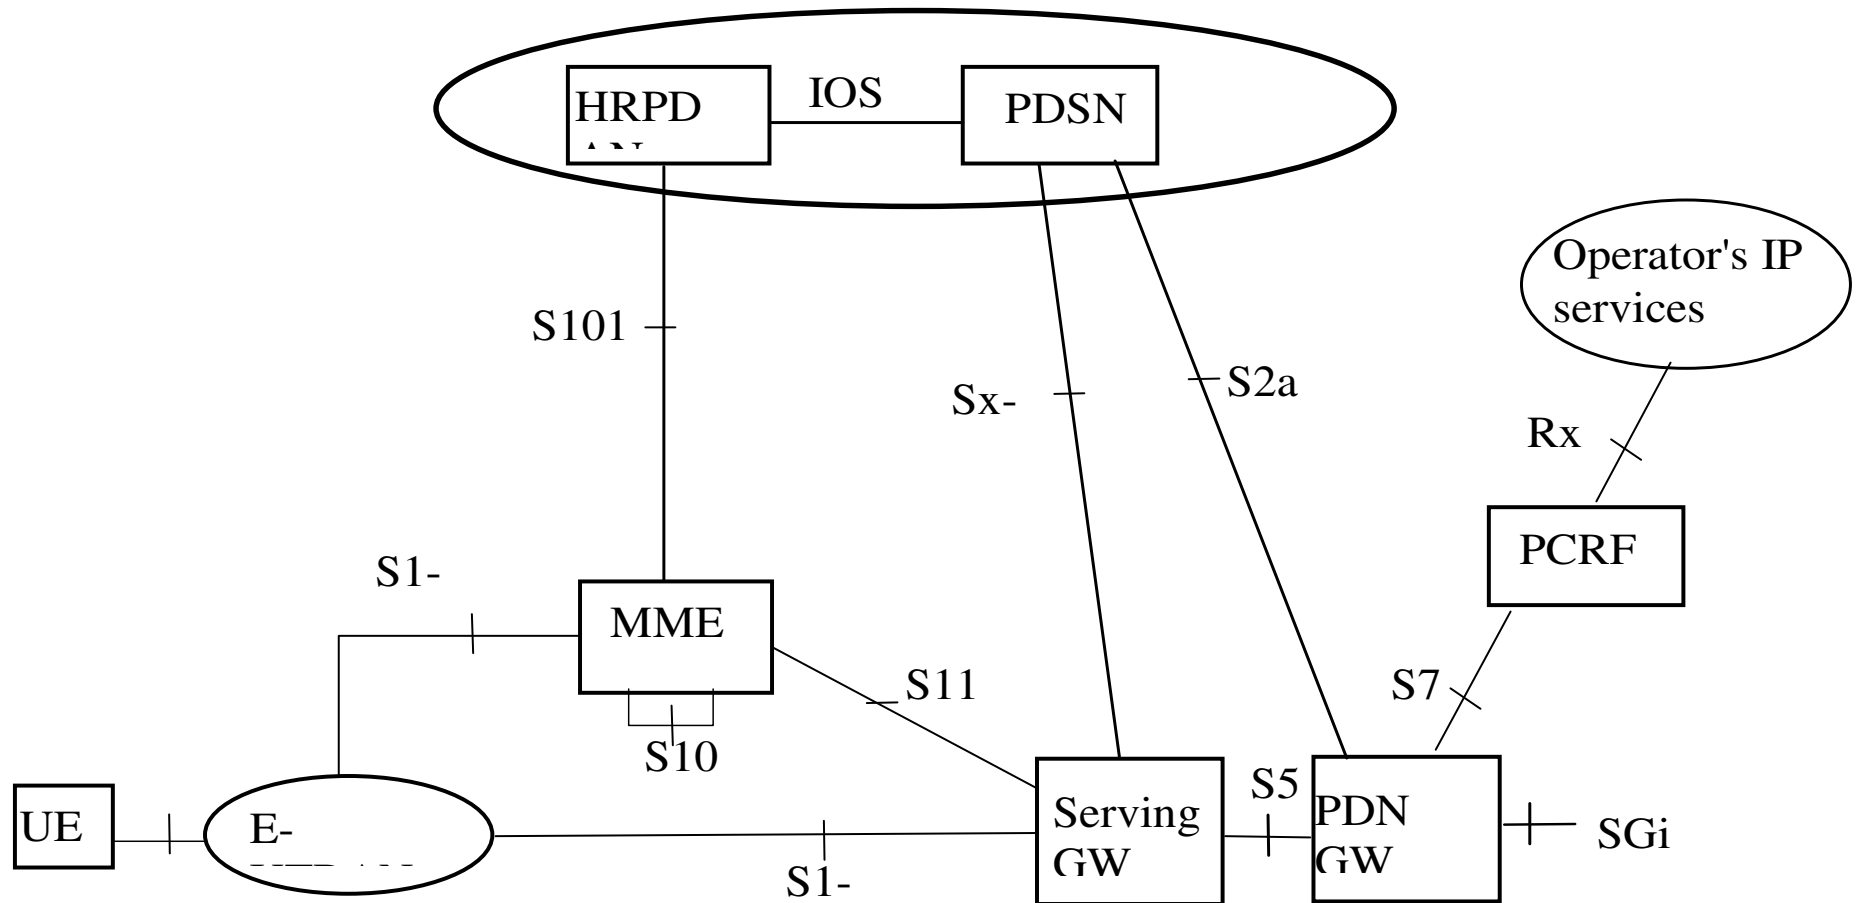 HRPD
IOS
PDSN
Operator's IP
services
S101
Sx-
S2a
Rx
PCRF
S1-
MME
S11
S7
S10
S5
UE
E-
Serving
GW
PDN
GW
SGi
S1-